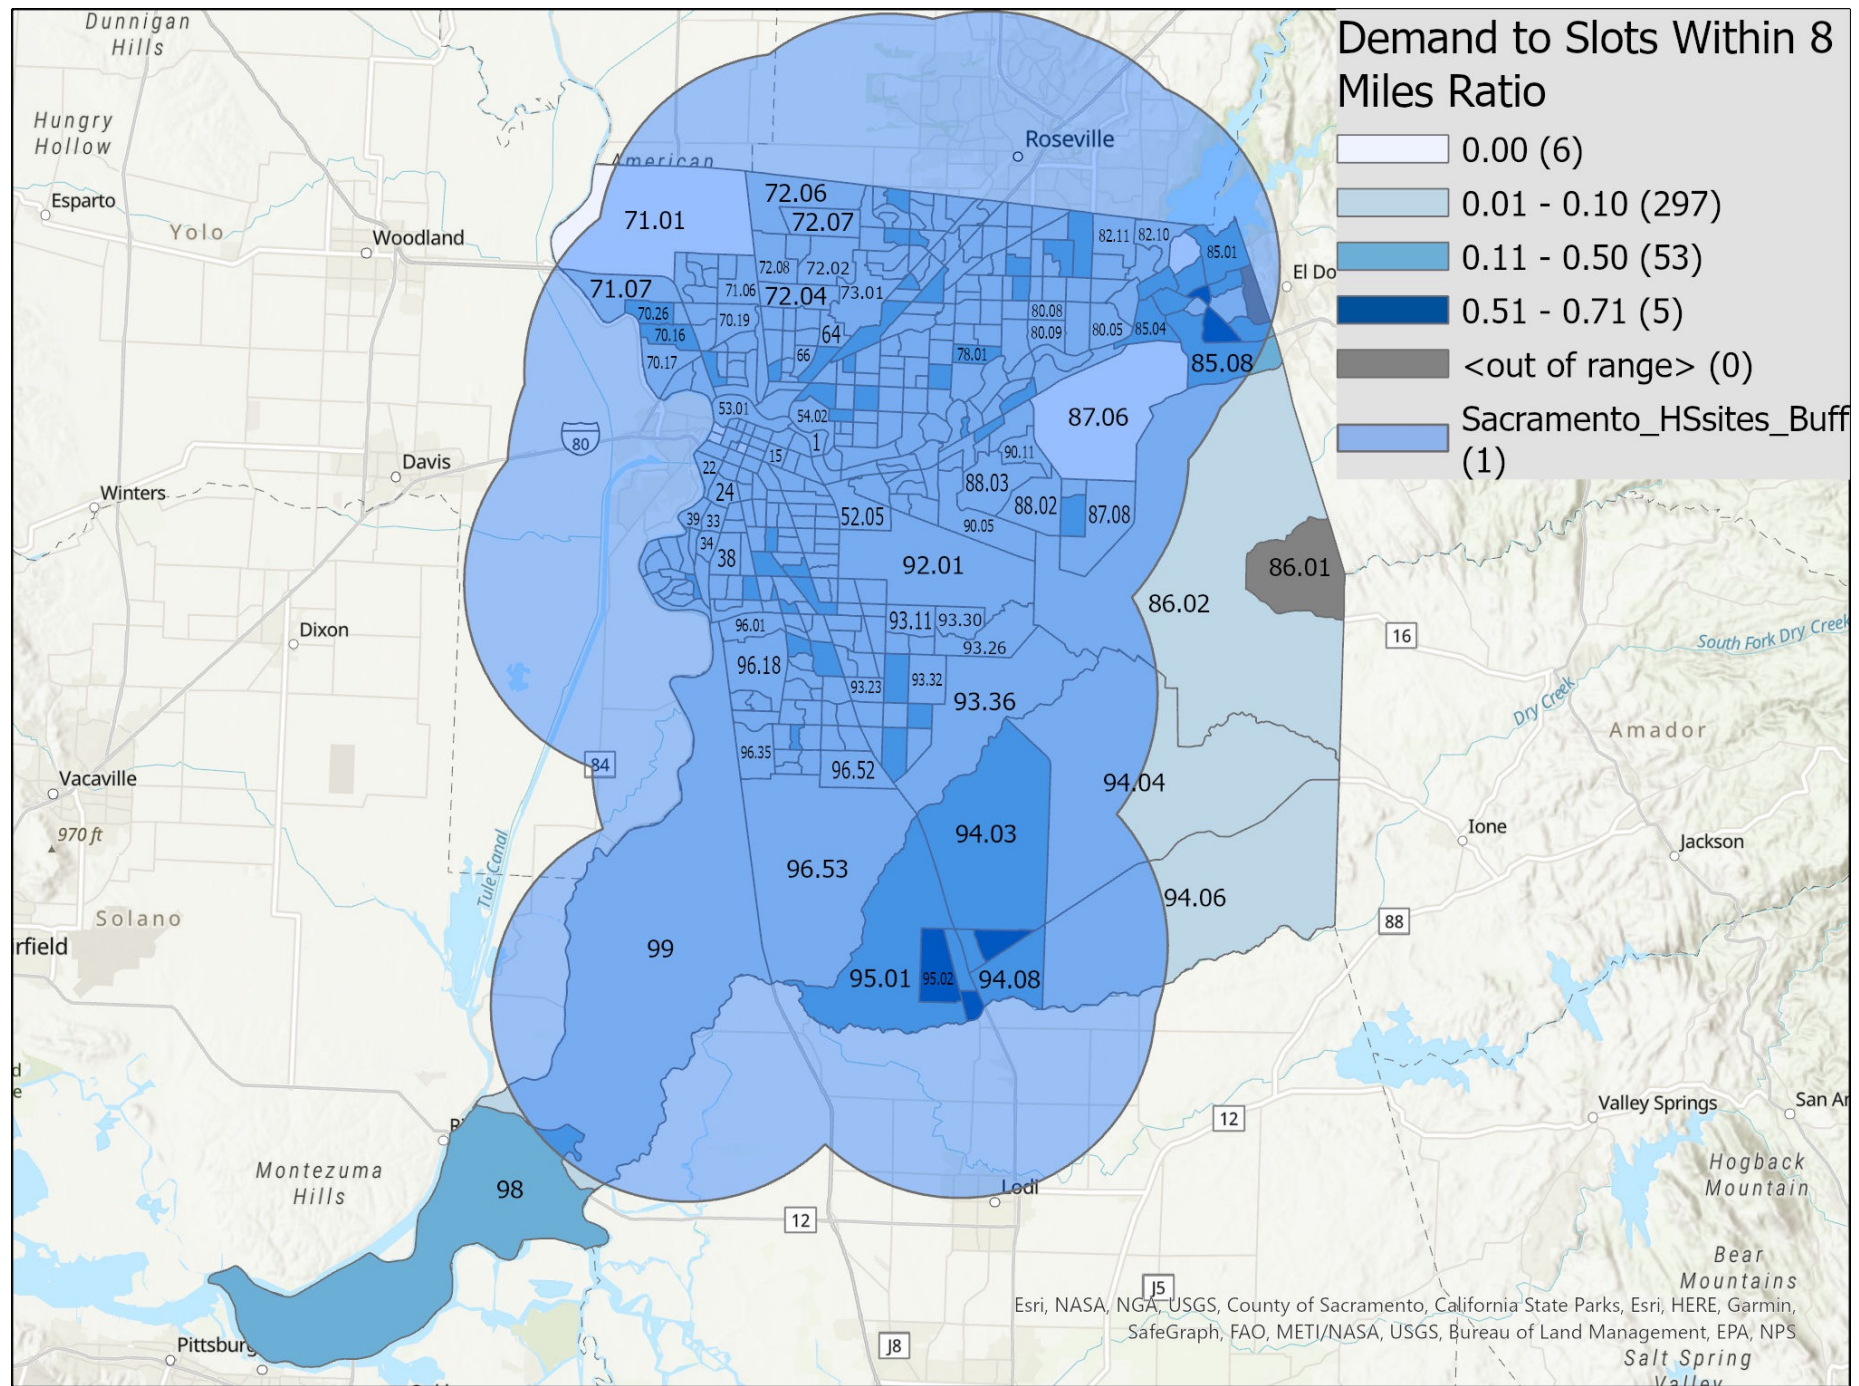 Dunnigan
Hills
Hungry
Hollow
Esparto
Yolo
Woodland
American
Roseville
Demand to Slots Within 8
Miles Ratio
0.00 (6)
0.01 - 0.10 (297)
0.11 - 0.50 (53)
0.51 - 0.71 (5)
<out of range> (0)
Sacramento_HSsites_Buff
(1)
El Do
71.01
72.06
72.07
82.11
82.10
85.01
72.08
72.02
71.07
71.06
72.04
73.01
70.26
70.19
64
80.08
70.16
80.09
80.05
85.04
66
78.01
70.17
85.08
53.01
54.02
87.06
80
1
15
90.11
Davis
22
88.03
Winters
24
88.02
87.08
39
33
52.05
90.05
34
38
92.01
86.01
86.02
Dixon
96.01
93.11
93.30
16
South Fork Dry Creek
93.26
96.18
93.23
93.32
93.36
Dry Creek
Amador
96.35
96.52
84
94.04
Vacaville
970 ft
94.03
Ione
Jackson
Tule Canal
96.53
94.06
Solano
88
rfield
99
95.01
95.02
94.08
d
e
Valley Springs
San Ar
12
Montezuma
Hills
98
Lodi
12
Hogback
Mountain
Bear
Mountains
J5
Esri, NASA, NGA, USGS, County of Sacramento, California State Parks, Esri, HERE, Garmin,
SafeGraph, FAO, METI/NASA, USGS, Bureau of Land Management, EPA, NPS
Pittsburg
J8
Salt Spring
Valley